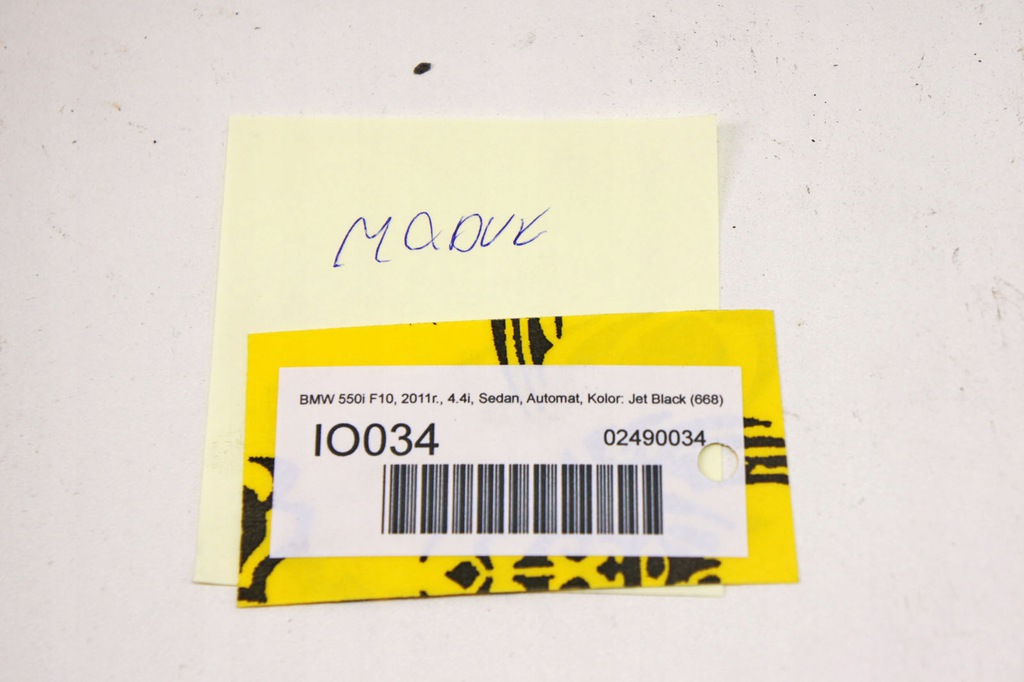 MADUK
BMW 550i F10, 2011r., 4.4i, Sedan, Automat, Kolor: Jet Black (668)
IO034
02490034